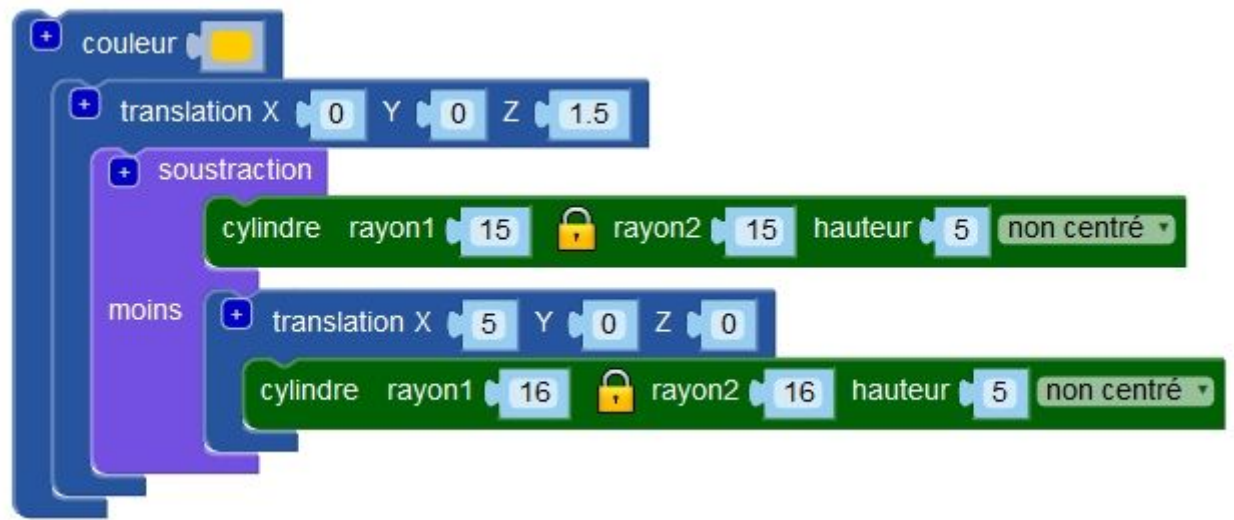 + couleur
+ translation X 0 Y 0 Z 1.5
+ soustraction
cylindre rayon1 15 rayon2 15 hauteur 5 non centré
moins + translation X 5 Y 0 Z 0
cylindre rayon1 16 rayon2 16 hauteur 5 non centré